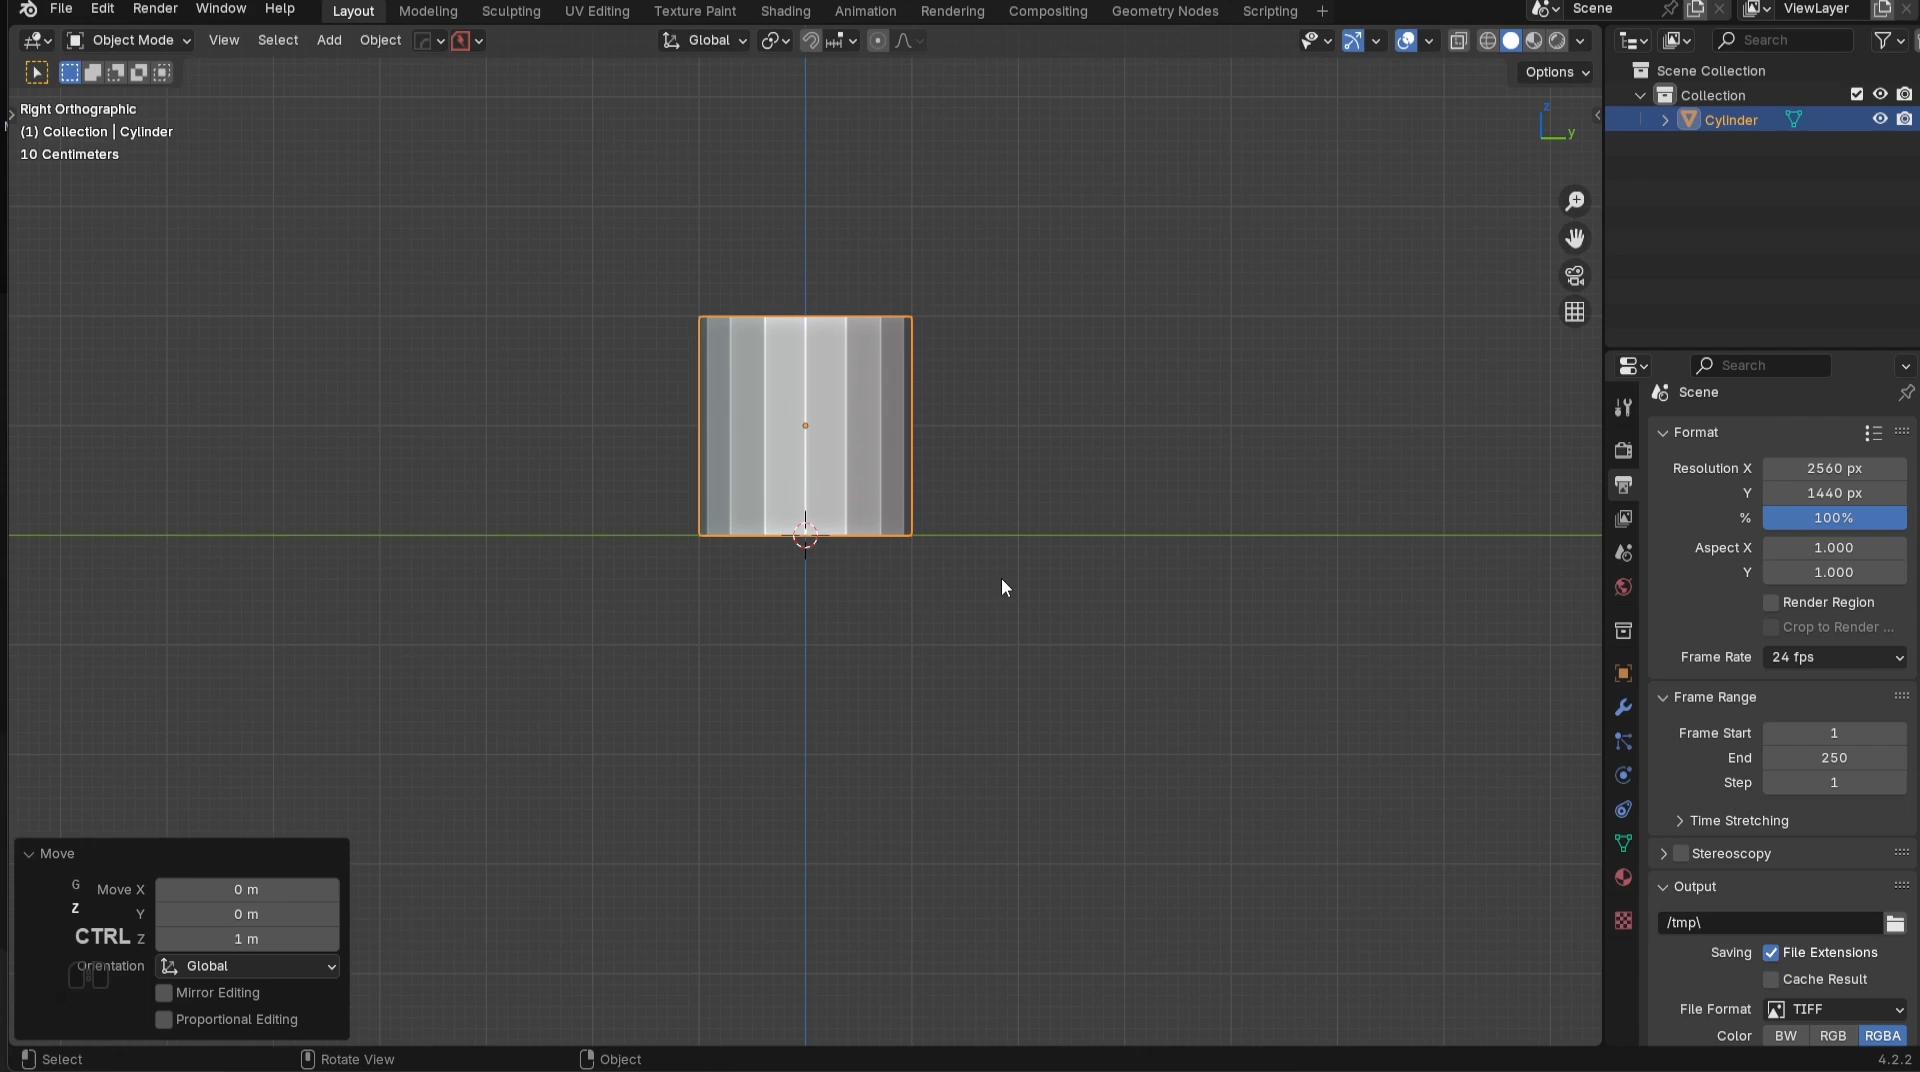 File Edit Render Window Help Layout Modeling Sculpting UV Editing Texture Paint Shading Animation Rendering Compositing Geometry Nodes Scripting + Scene ViewLayer
Object Mode View Select Add Object Global Search
Options
Right Orthographic
(1) Collection | Cylinder
10 Centimeters
z
y
Scene Collection
Collection
Cylinder
Search
Scene
Format
Resolution X 2560 px
Y 1440 px
% 100%
Aspect X 1.000
Y 1.000
Render Region
Crop to Render ...
Frame Rate 24 fps
Frame Range
Frame Start 1
End 250
Step 1
Time Stretching
Stereoscopy
Output
/tmp\
Saving File Extensions
Cache Result
File Format TIFF
Color BW RGB RGBA
Move
G Move X 0 m
Z Y 0 m
CTRL Z 1 m
Orientation Global
Mirror Editing
Proportional Editing
Select Rotate View Object 4.2.2